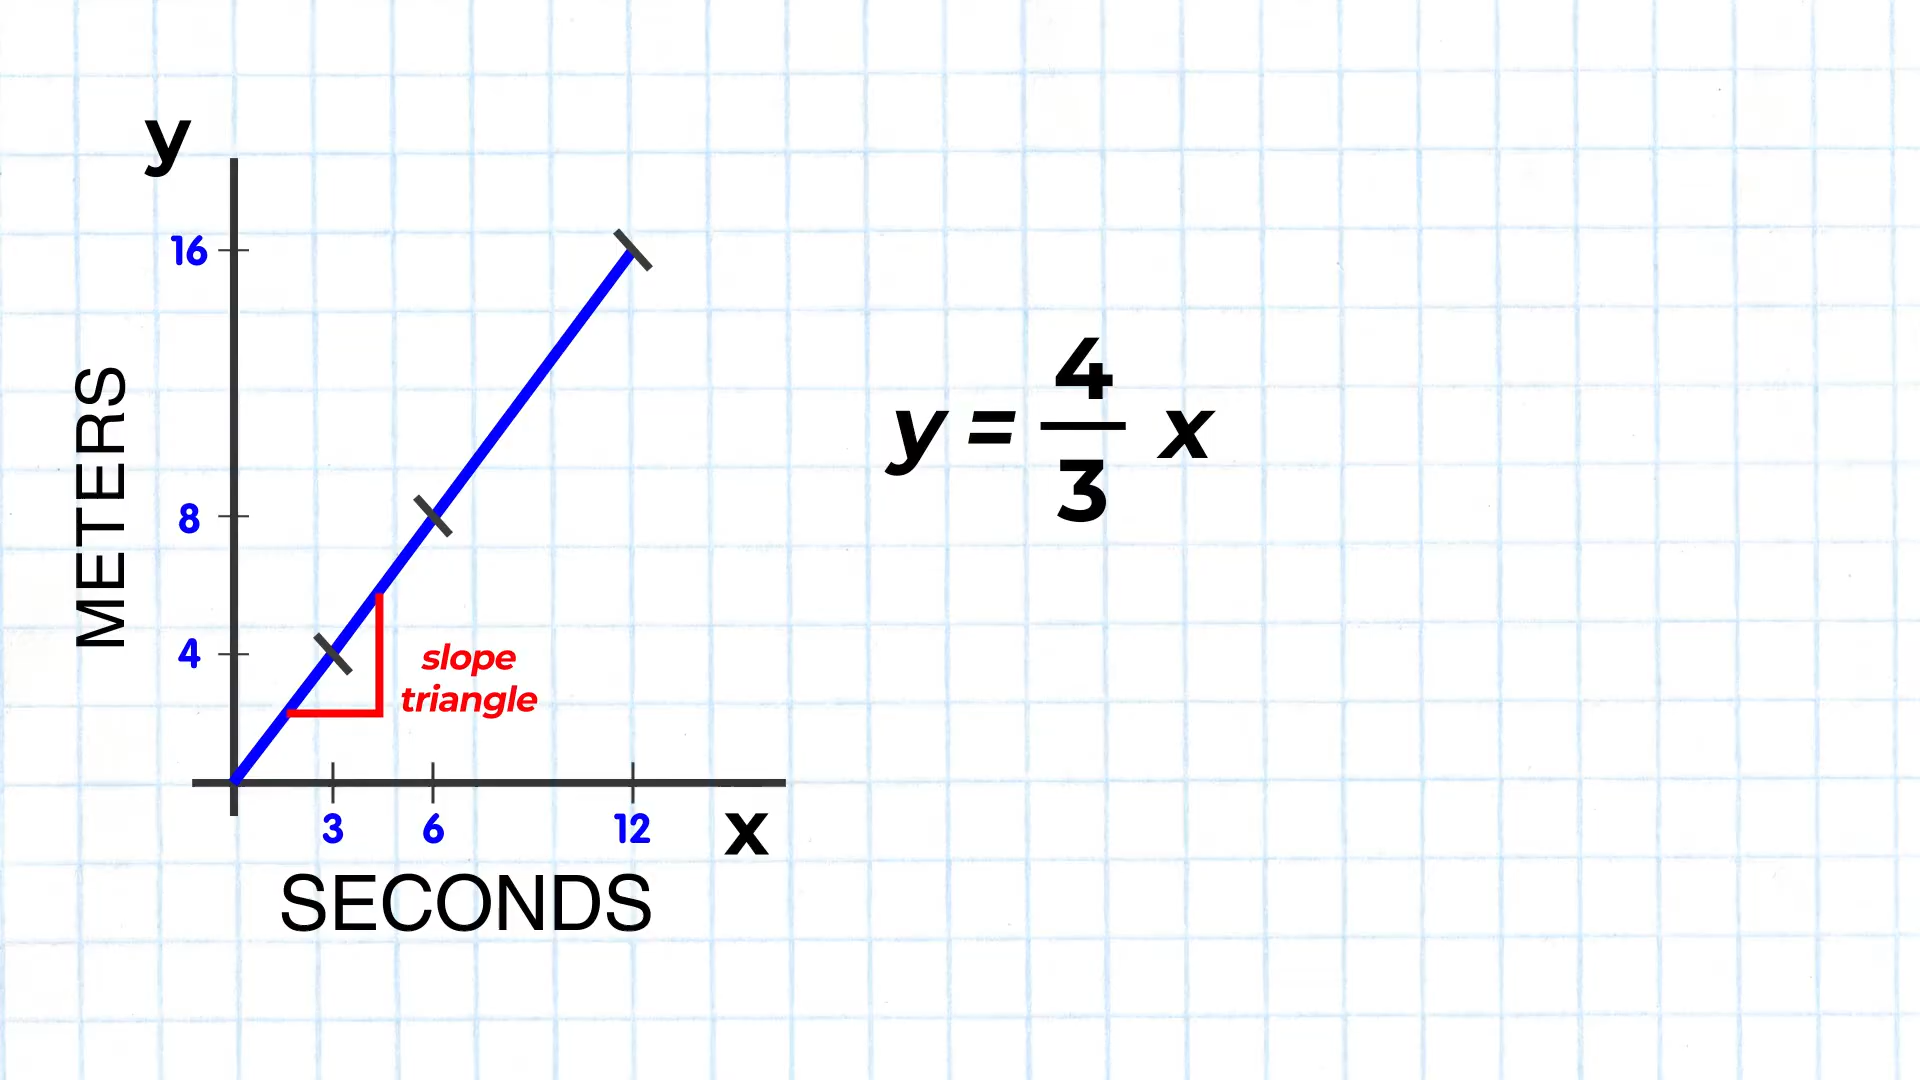 y
16
8
4
METERS
slope
triangle
3 6 12
x
SECONDS
y = 4/3 x